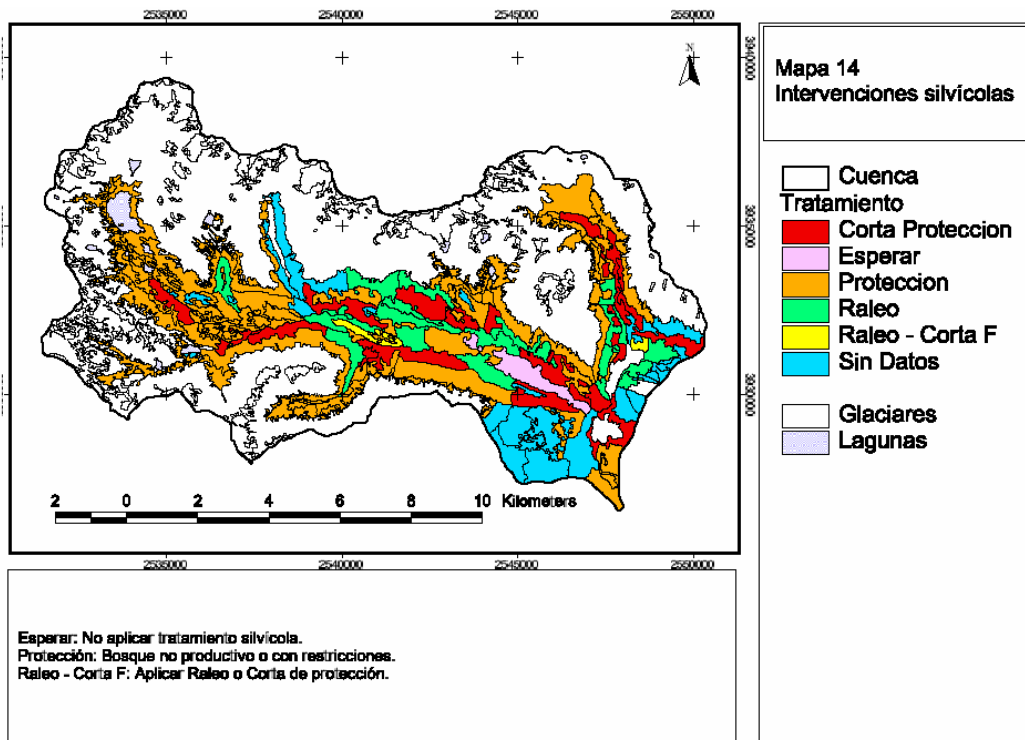 2535000 2540000 2545000 2550000
N
3940000
Mapa 14
Intervenciones silvícolas
Cuenca
Tratamiento
Corta Proteccion
Esperar
Proteccion
Raleo
Raleo - Corta F
Sin Datos
Glaciares
Lagunas
3935000
3930000
2 0 2 4 6 8 10 Kilometers
2535000 2540000 2545000 2550000
Esperar: No aplicar tratamiento silvícola.
Protección: Bosque no productivo o con restricciones.
Raleo - Corta F: Aplicar Raleo o Corta de protección.